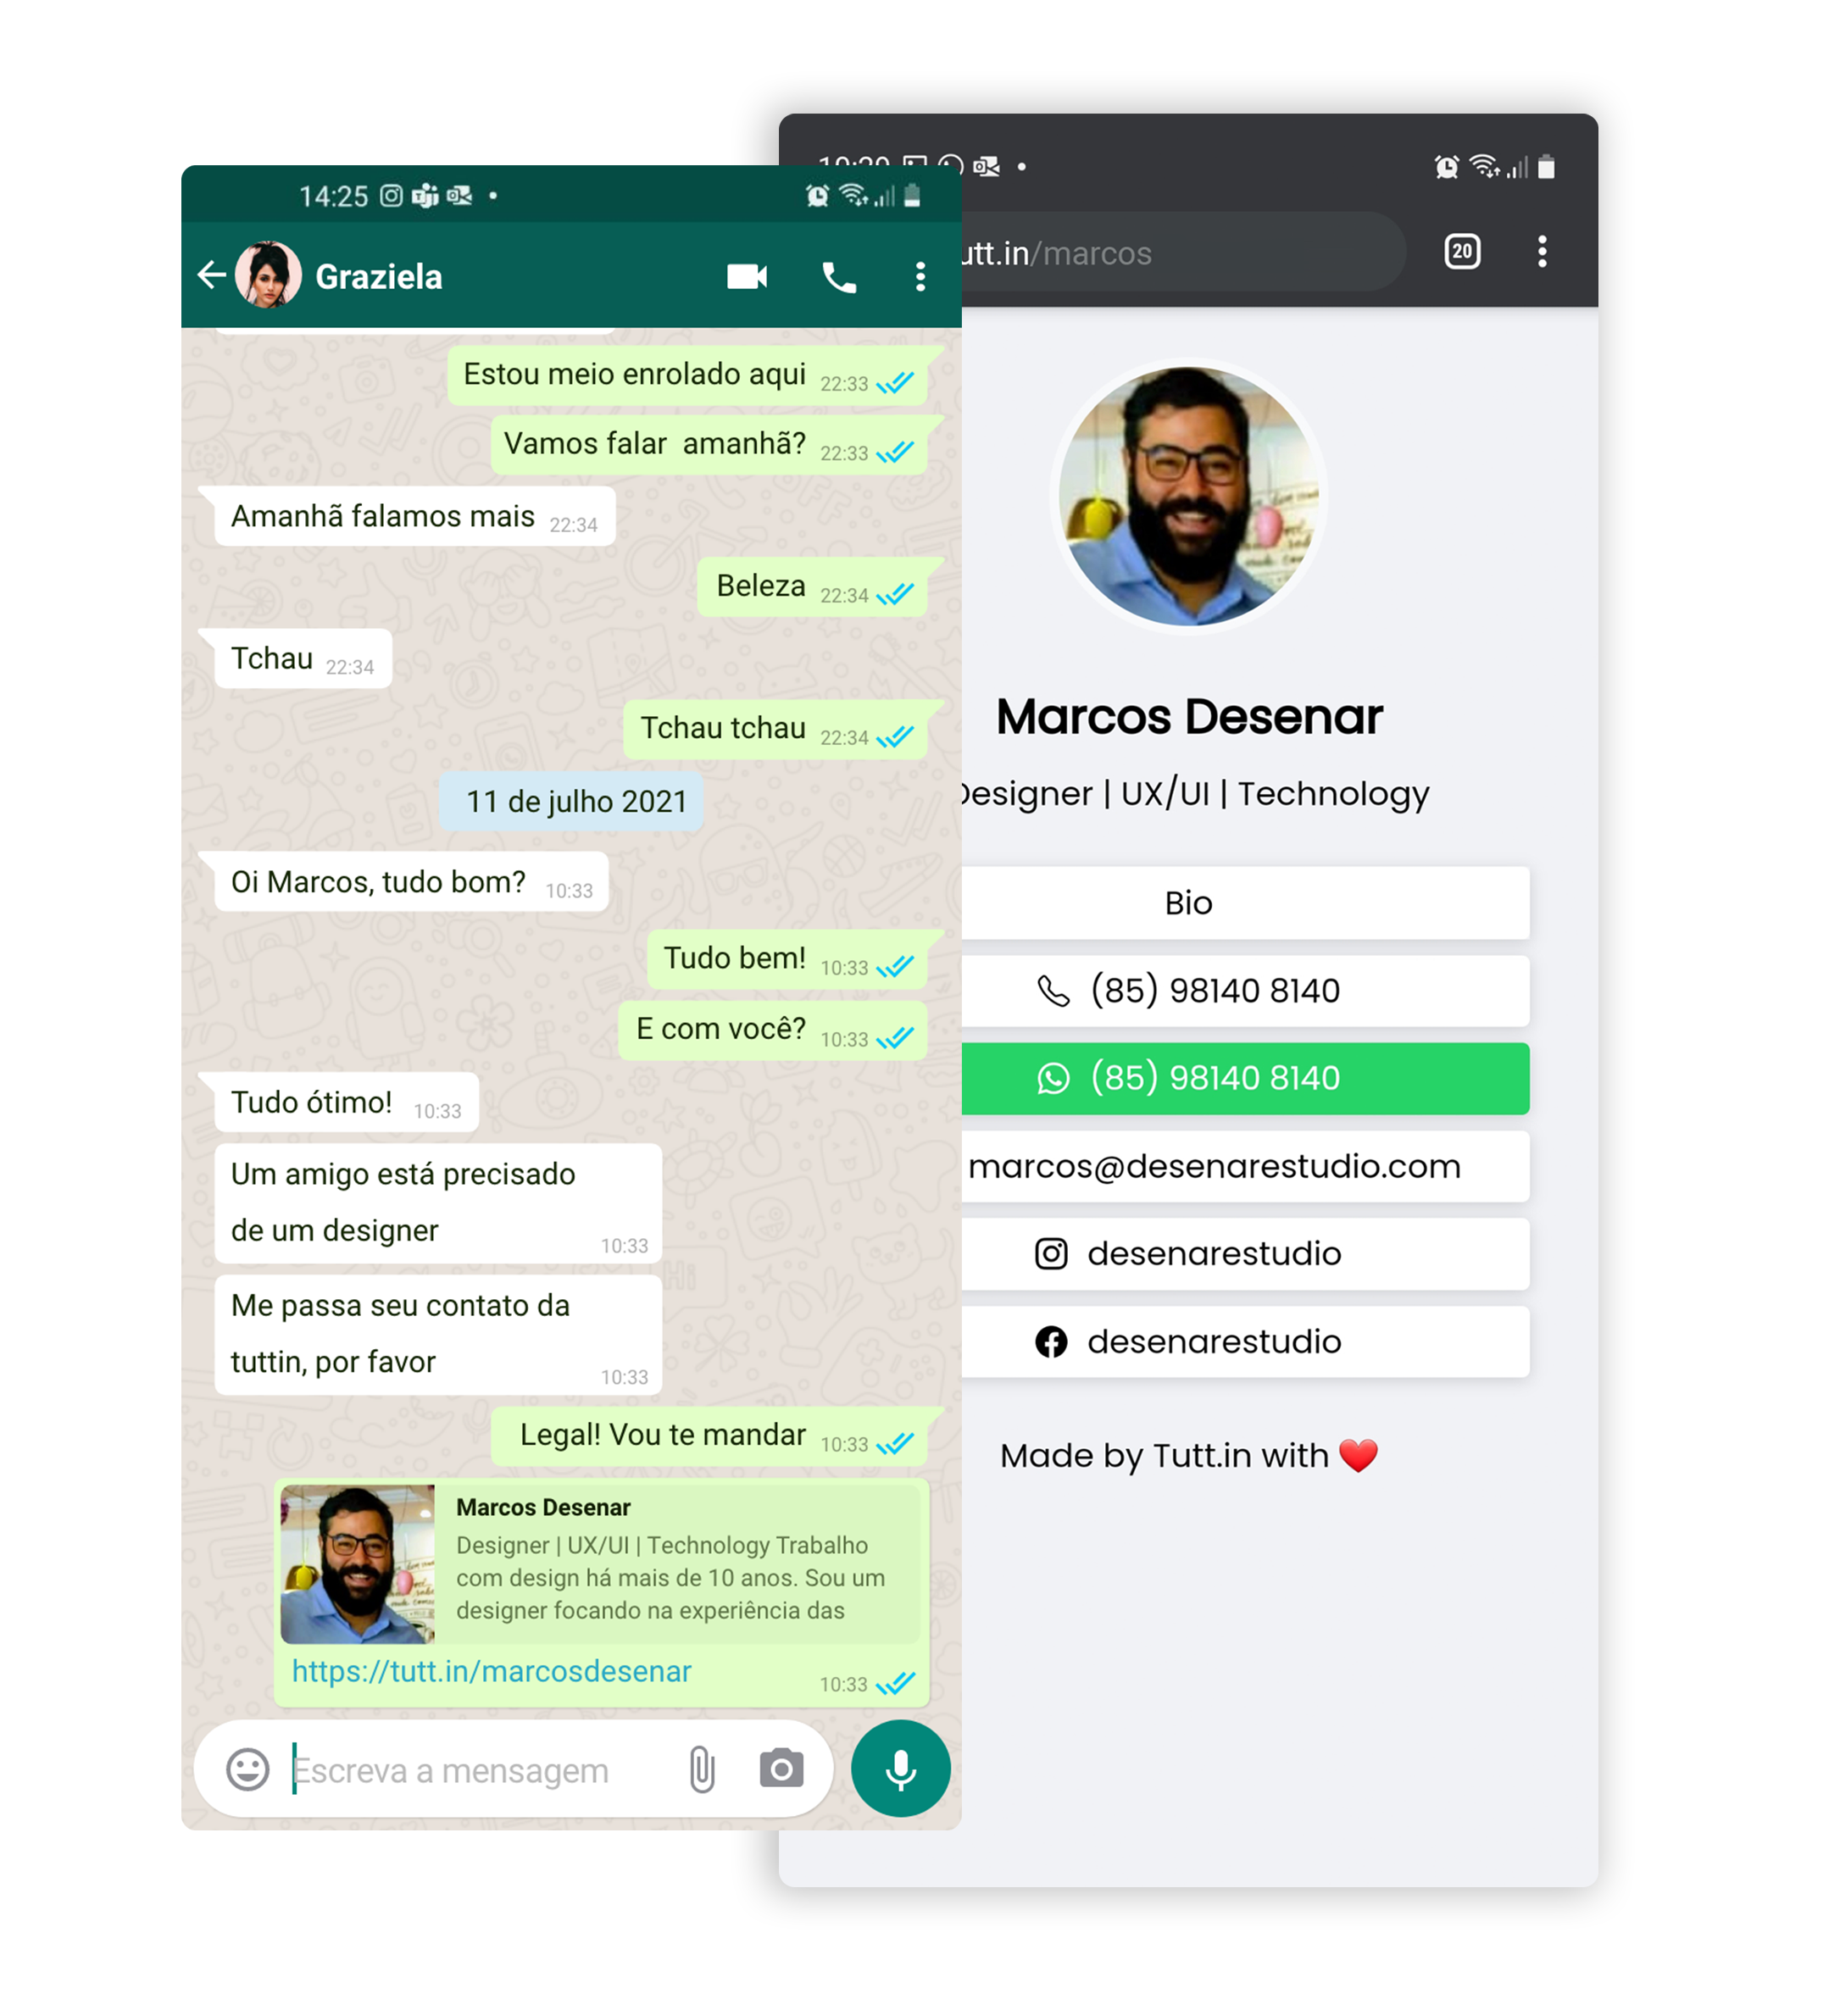 14:25
Graziela
Estou meio enrolado aqui 22:33
Vamos falar  amanhã? 22:33
Amanhã falamos mais 22:34
Beleza 22:34
Tchau 22:34
Tchau tchau 22:34
11 de julho 2021
Oi Marcos, tudo bom? 10:33
Tudo bem! 10:33
E com você? 10:33
Tudo ótimo! 10:33
Um amigo está precisado
de um designer 10:33
Me passa seu contato da
tuttin, por favor 10:33
Legal! Vou te mandar 10:33
Marcos Desenar
Designer | UX/UI | Technology Trabalho
com design há mais de 10 anos. Sou um
designer focando na experiência das
https://tutt.in/marcosdesenar 10:33
Escreva a mensagem
utt.in/marcos 20
Marcos Desenar
Designer | UX/UI | Technology
Bio
(85) 98140 8140
(85) 98140 8140
marcos@desenarestudio.com
desenarestudio
desenarestudio
Made by Tutt.in with ❤️